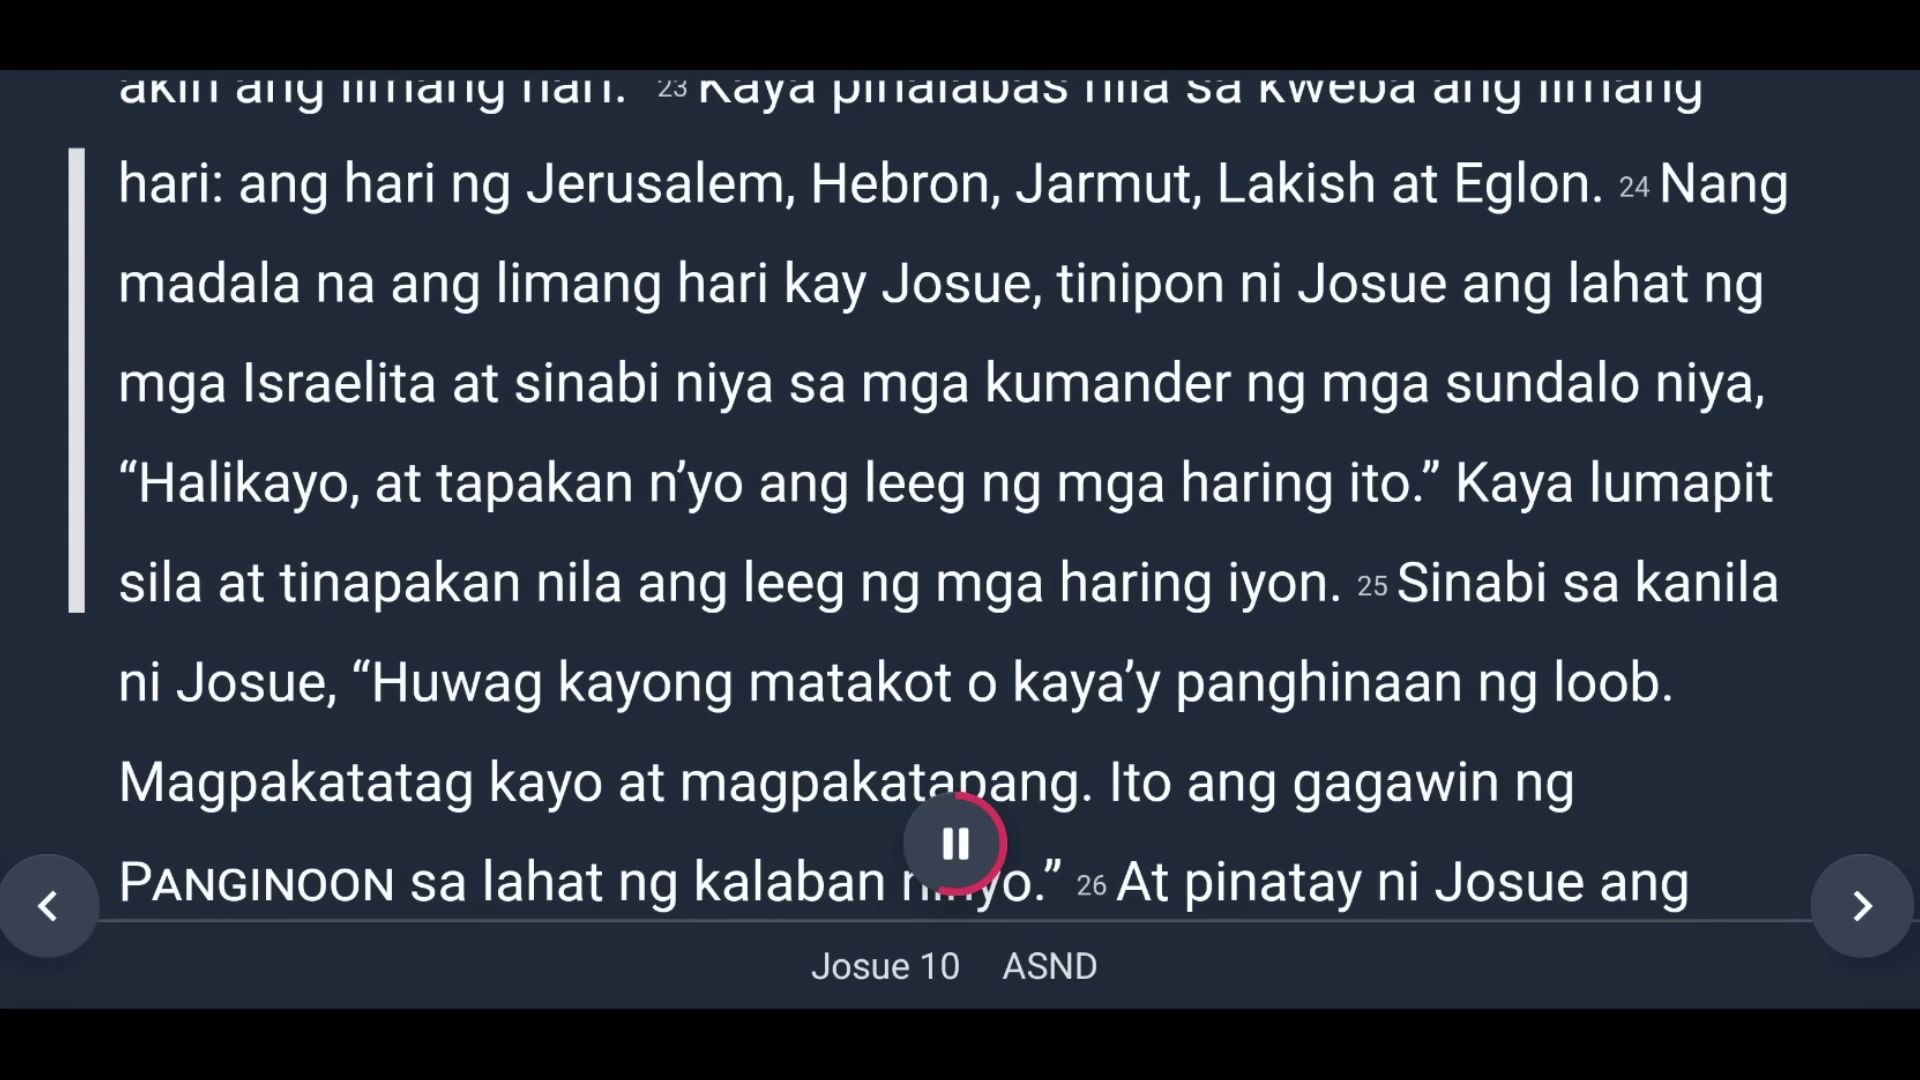 akin ang limang hari.” 23 Kaya pinalabas nila sa kweba ang limang
hari: ang hari ng Jerusalem, Hebron, Jarmut, Lakish at Eglon. 24 Nang
madala na ang limang hari kay Josue, tinipon ni Josue ang lahat ng
mga Israelita at sinabi niya sa mga kumander ng mga sundalo niya,
“Halikayo, at tapakan n’yo ang leeg ng mga haring ito.” Kaya lumapit
sila at tinapakan nila ang leeg ng mga haring iyon. 25 Sinabi sa kanila
ni Josue, “Huwag kayong matakot o kaya’y panghinaan ng loob.
Magpakatatag kayo at magpakatapang. Ito ang gagawin ng
PANGINOON sa lahat ng kalaban ninyo.” 26 At pinatay ni Josue ang
Josue 10 ASND